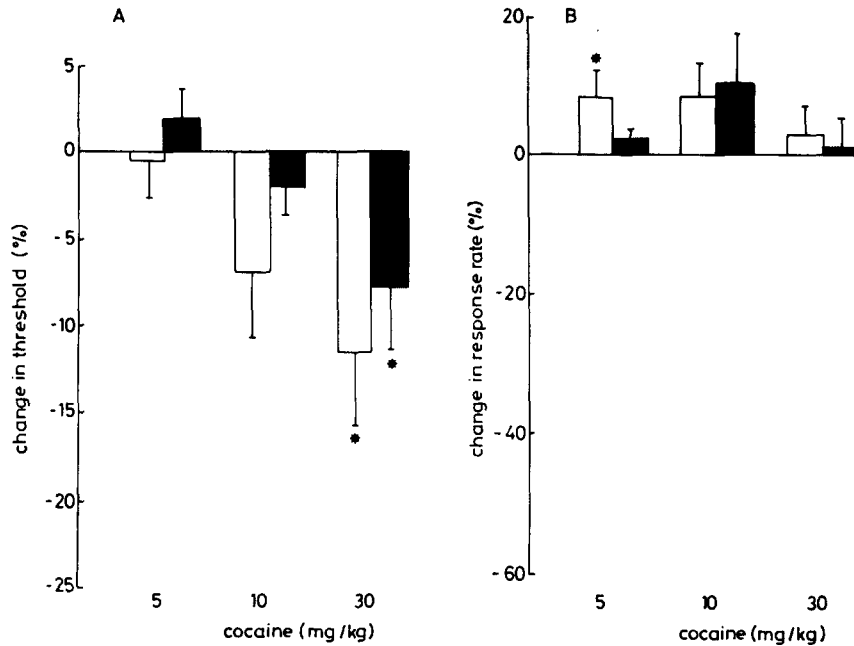 A
5
0
-5
-10
-15
-20
-25
change in threshold (%)
*
*
5 10 30
cocaine (mg/kg)
B
20
0
-20
-40
-60
change in response rate (%)
*
5 10 30
cocaine (mg/kg)